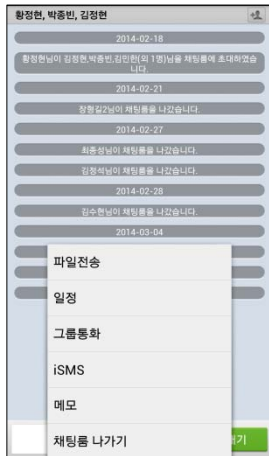 황정현, 박종빈, 김정현
2014-02-18
황정현님이 김정현,박종빈,김민한(외 1명)님을 채팅룸에 초대하였습
니다.
2014-02-21
장형길2님이 채팅룸을 나갔습니다.
2014-02-27
최종성님이 채팅룸을 나갔습니다.
김정석님이 채팅룸을 나갔습니다.
2014-02-28
김수현님이 채팅룸을 나갔습니다.
2014-03-04
파일전송
일정
그룹통화
iSMS
메모
채팅룸 나가기
기